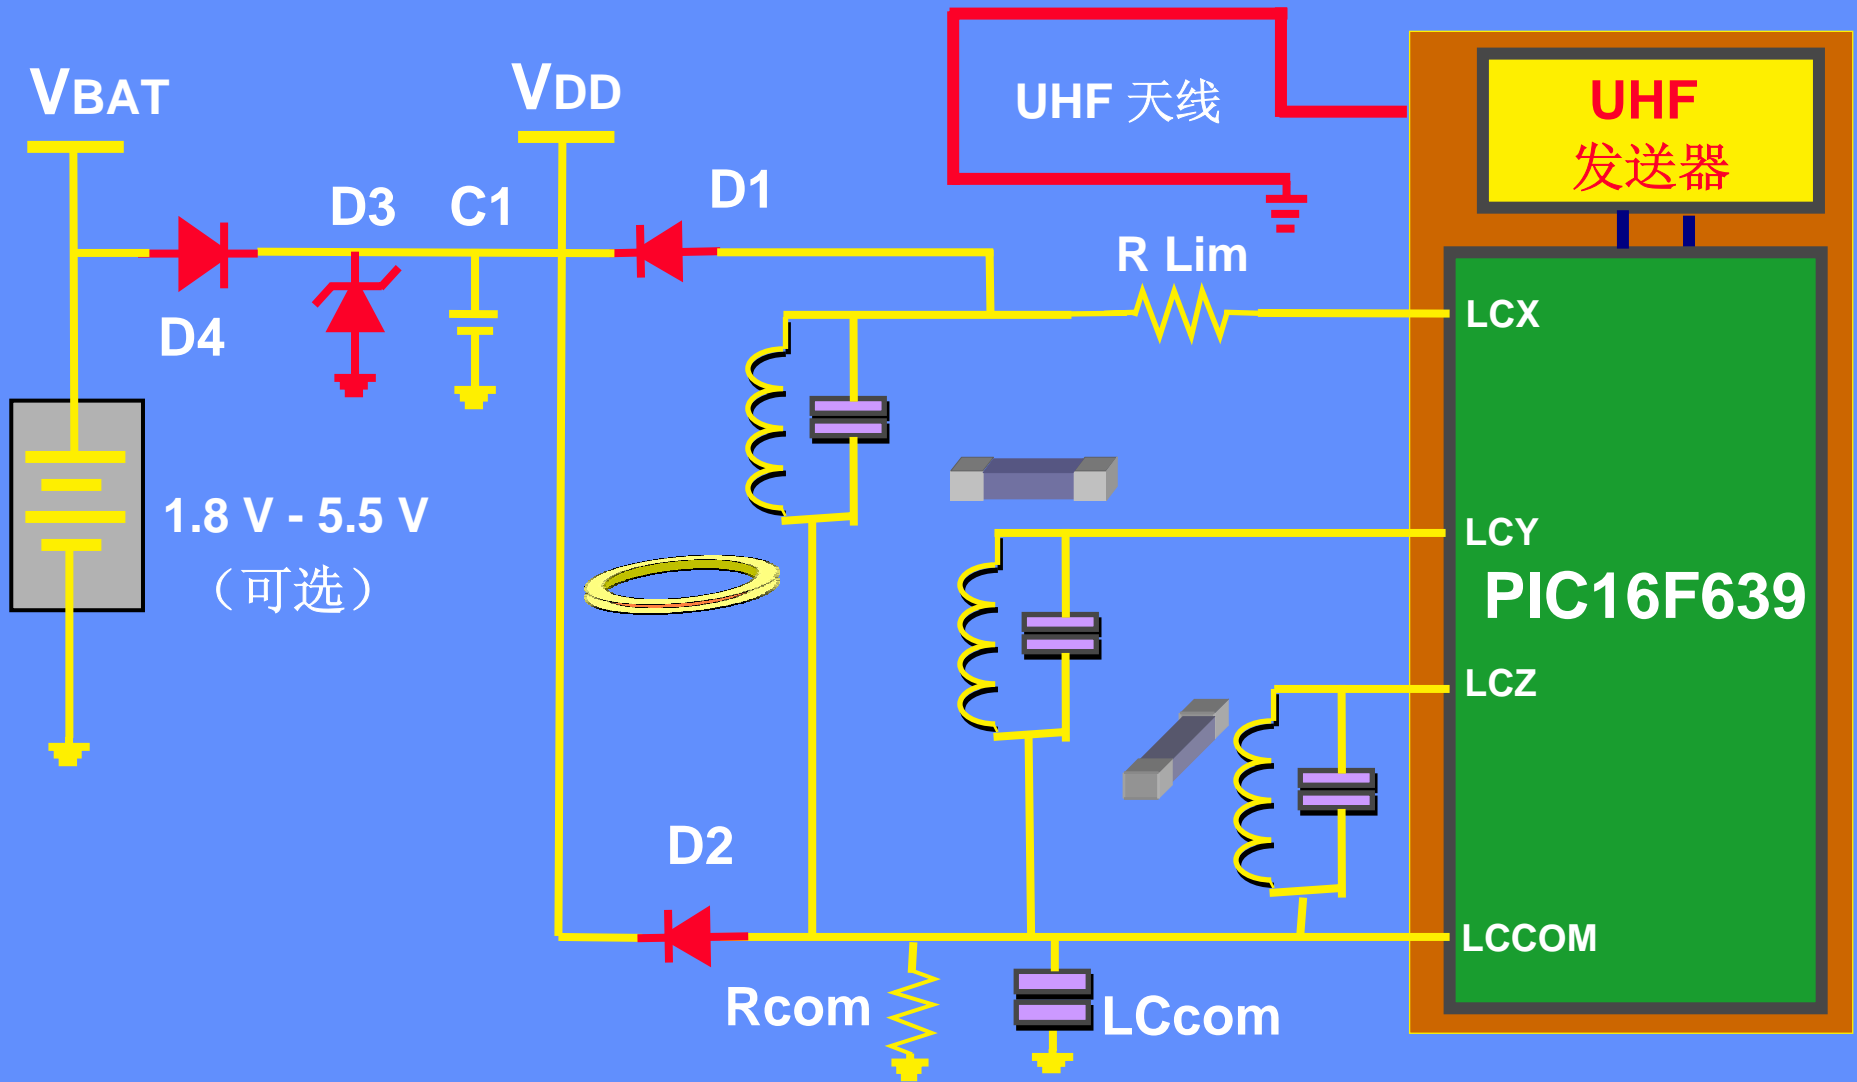 VBAT
VDD
UHF 天线
UHF
发送器
D3
C1
D1
D4
R Lim
LCX
1.8 V - 5.5 V
（可选）
LCY
PIC16F639
LCZ
D2
LCCOM
Rcom
LCcom